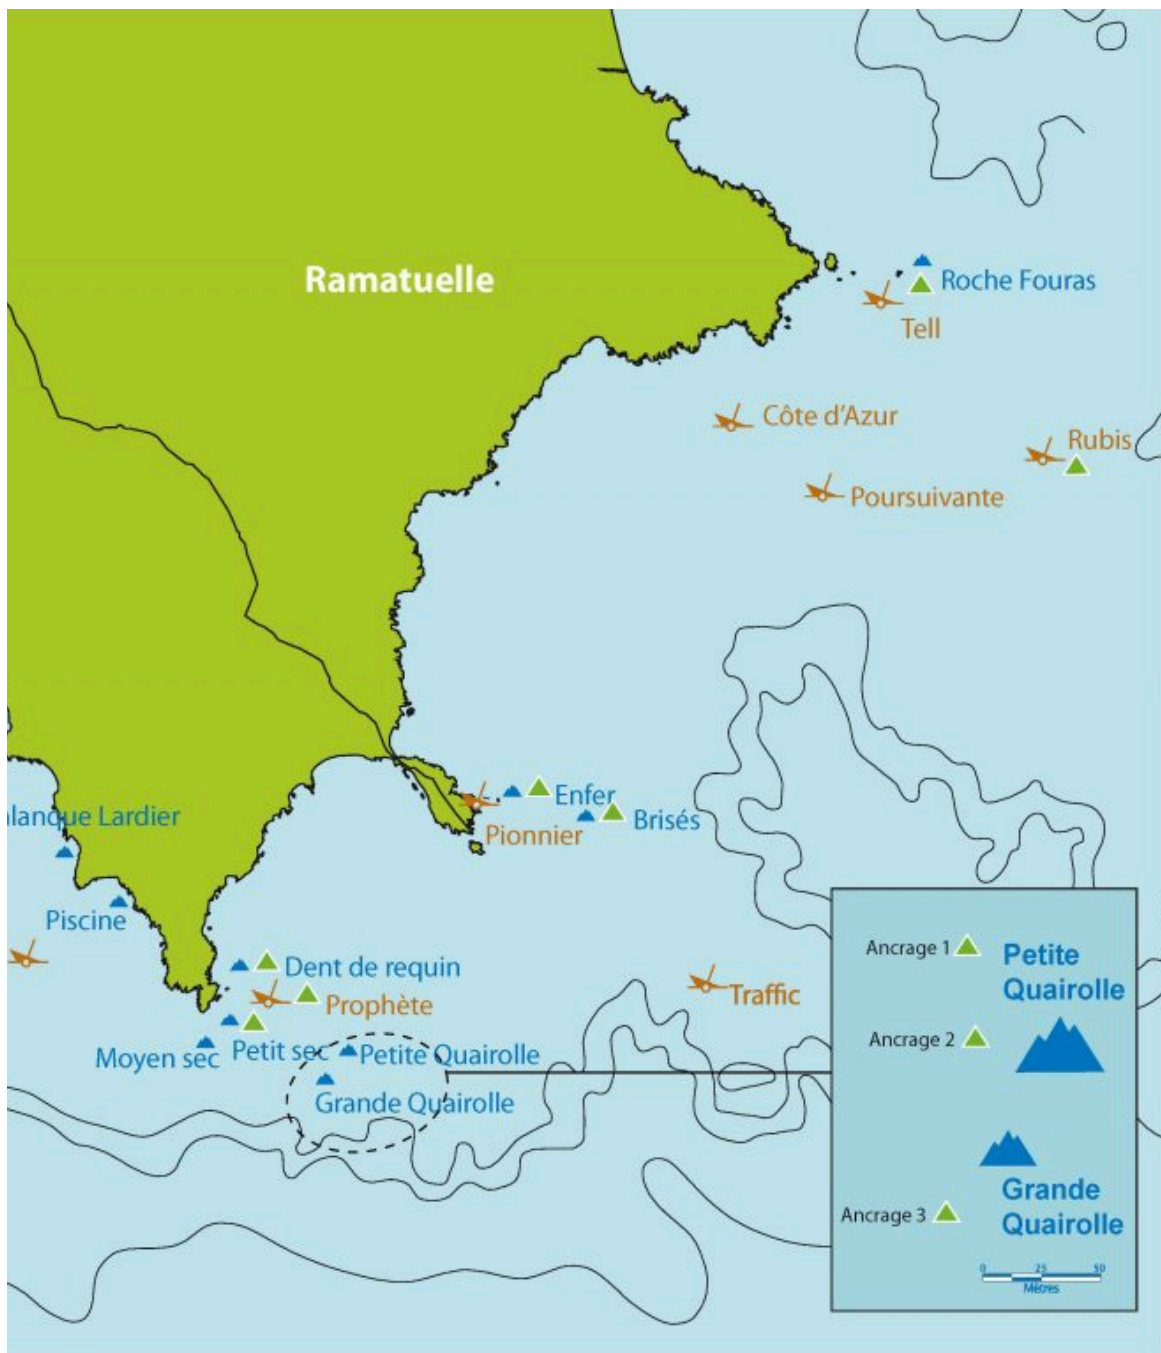 Ramatuelle
Roche Fouras
Tell
Côte d'Azur
Rubis
Poursuivante
Enfer
Brisés
Pionnier
Lardier
Piscine
Dent de requin
Prophète
Traffic
Moyen sec
Petit sec
Petite Quairolle
Grande Quairolle
Ancrage 1
Petite
Quairolle
Ancrage 2
Grande
Quairolle
Ancrage 3
0 25 50
Mètres